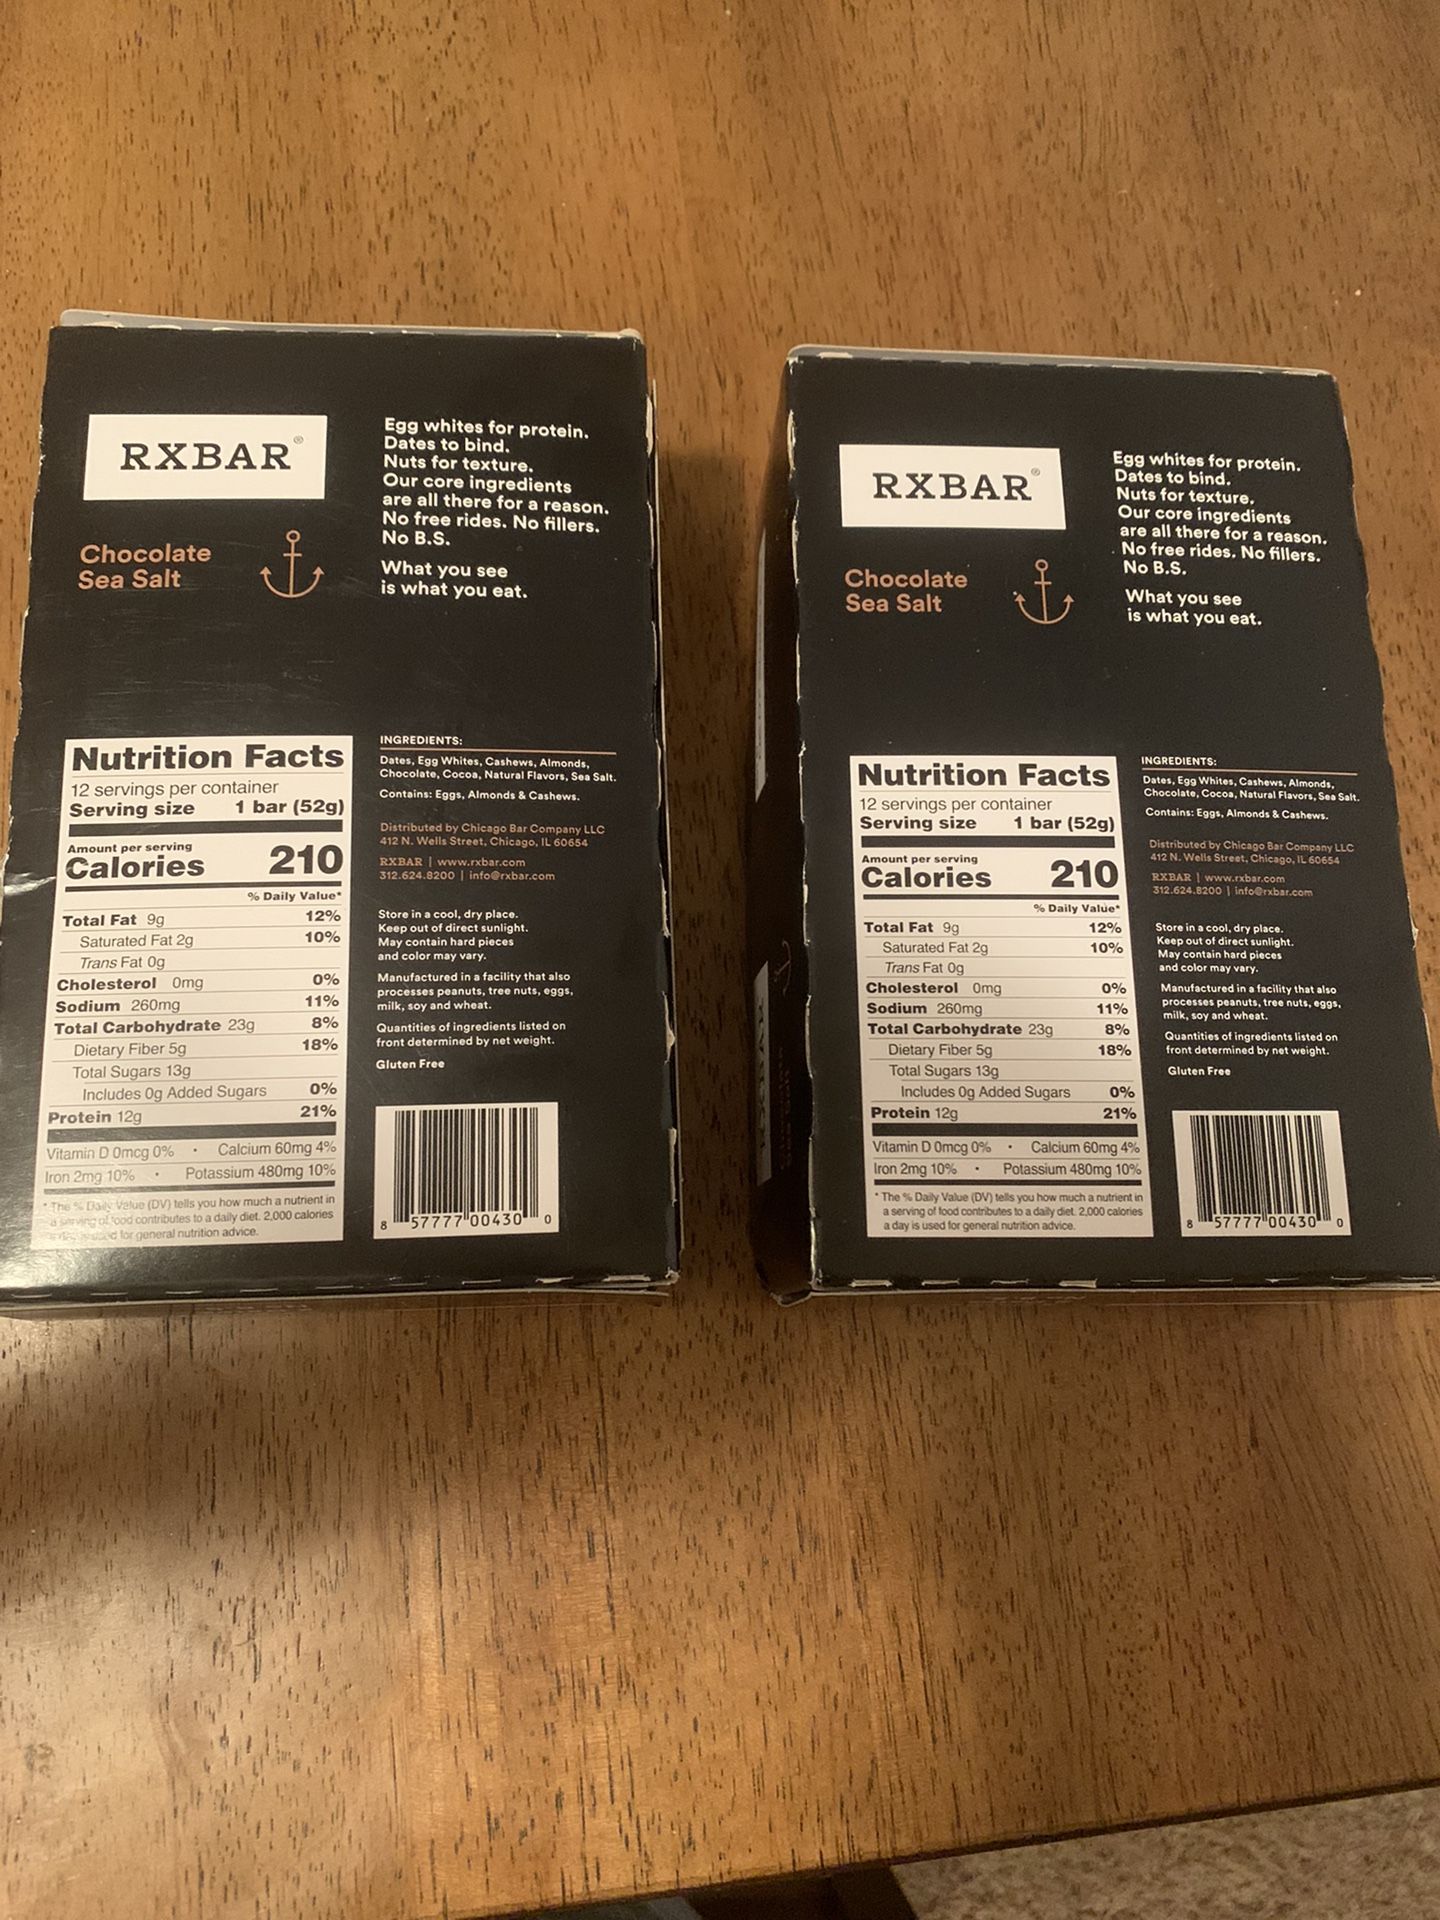 RXBAR®
Chocolate
Sea Salt
Egg whites for protein.
Dates to bind.
Nuts for texture.
Our core ingredients
are all there for a reason.
No free rides. No fillers.
No B.S.
What you see
is what you eat.
Nutrition Facts
12 servings per container
Serving size 1 bar (52g)
Amount per serving
Calories 210
% Daily Value*
Total Fat 9g 12%
Saturated Fat 2g 10%
Trans Fat 0g
Cholesterol 0mg 0%
Sodium 260mg 11%
Total Carbohydrate 23g 8%
Dietary Fiber 5g 18%
Total Sugars 13g
Includes 0g Added Sugars 0%
Protein 12g 21%
Vitamin D 0mcg 0% • Calcium 60mg 4%
Iron 2mg 10% • Potassium 480mg 10%
* The % Daily Value (DV) tells you how much a nutrient in
a serving of food contributes to a daily diet. 2,000 calories
used for general nutrition advice.
INGREDIENTS:
Dates, Egg Whites, Cashews, Almonds,
Chocolate, Cocoa, Natural Flavors, Sea Salt.
Contains: Eggs, Almonds & Cashews.
Distributed by Chicago Bar Company LLC
412 N. Wells Street, Chicago, IL 60654
RXBAR | www.rxbar.com
312.624.8200 | info@rxbar.com
Store in a cool, dry place.
Keep out of direct sunlight.
May contain hard pieces
and color may vary.
Manufactured in a facility that also
processes peanuts, tree nuts, eggs,
milk, soy and wheat.
Quantities of ingredients listed on
front determined by net weight.
Gluten Free
8 57777 00430 0
RXBAR®
Chocolate
Sea Salt
Egg whites for protein.
Dates to bind.
Nuts for texture.
Our core ingredients
are all there for a reason.
No free rides. No fillers.
No B.S.
What you see
is what you eat.
Nutrition Facts
12 servings per container
Serving size 1 bar (52g)
Amount per serving
Calories 210
% Daily Value*
Total Fat 9g 12%
Saturated Fat 2g 10%
Trans Fat 0g
Cholesterol 0mg 0%
Sodium 260mg 11%
Total Carbohydrate 23g 8%
Dietary Fiber 5g 18%
Total Sugars 13g
Includes 0g Added Sugars 0%
Protein 12g 21%
Vitamin D 0mcg 0% • Calcium 60mg 4%
Iron 2mg 10% • Potassium 480mg 10%
* The % Daily Value (DV) tells you how much a nutrient in
a serving of food contributes to a daily diet. 2,000 calories
a day is used for general nutrition advice.
INGREDIENTS:
Dates, Egg Whites, Cashews, Almonds,
Chocolate, Cocoa, Natural Flavors, Sea Salt.
Contains: Eggs, Almonds & Cashews.
Distributed by Chicago Bar Company LLC
412 N. Wells Street, Chicago, IL 60654
RXBAR | www.rxbar.com
312.624.8200 | info@rxbar.com
Store in a cool, dry place.
Keep out of direct sunlight.
May contain hard pieces
and color may vary.
Manufactured in a facility that also
processes peanuts, tree nuts, eggs,
milk, soy and wheat.
Quantities of ingredients listed on
front determined by net weight.
Gluten Free
8 57777 00430 0
RXBAR